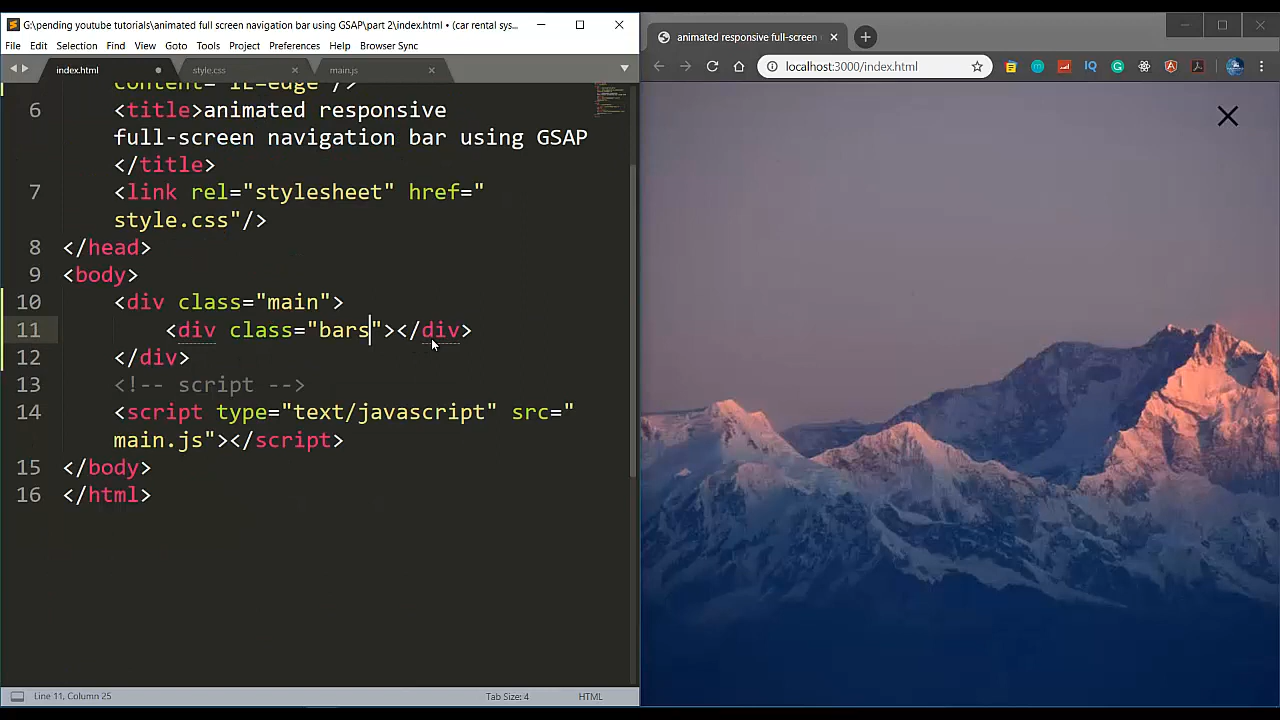 G:\pending youtube tutorials\animated full screen navigation bar using GSAP\part 2\index.html • (car rental sys...
File Edit Selection Find View Goto Tools Project Preferences Help Browser Sync
index.html style.css main.js
content="IE=edge"/>
6 <title>animated responsive
full-screen navigation bar using GSAP
</title>
7 <link rel="stylesheet" href="
style.css"/>
8 </head>
9 <body>
10 <div class="main">
11 <div class="bars"></div>
12 </div>
13 <!-- script -->
14 <script type="text/javascript" src="
main.js"></script>
15 </body>
16 </html>
Line 11, Column 25 Tab Size: 4 HTML
animated responsive full-screen
localhost:3000/index.html
IQ